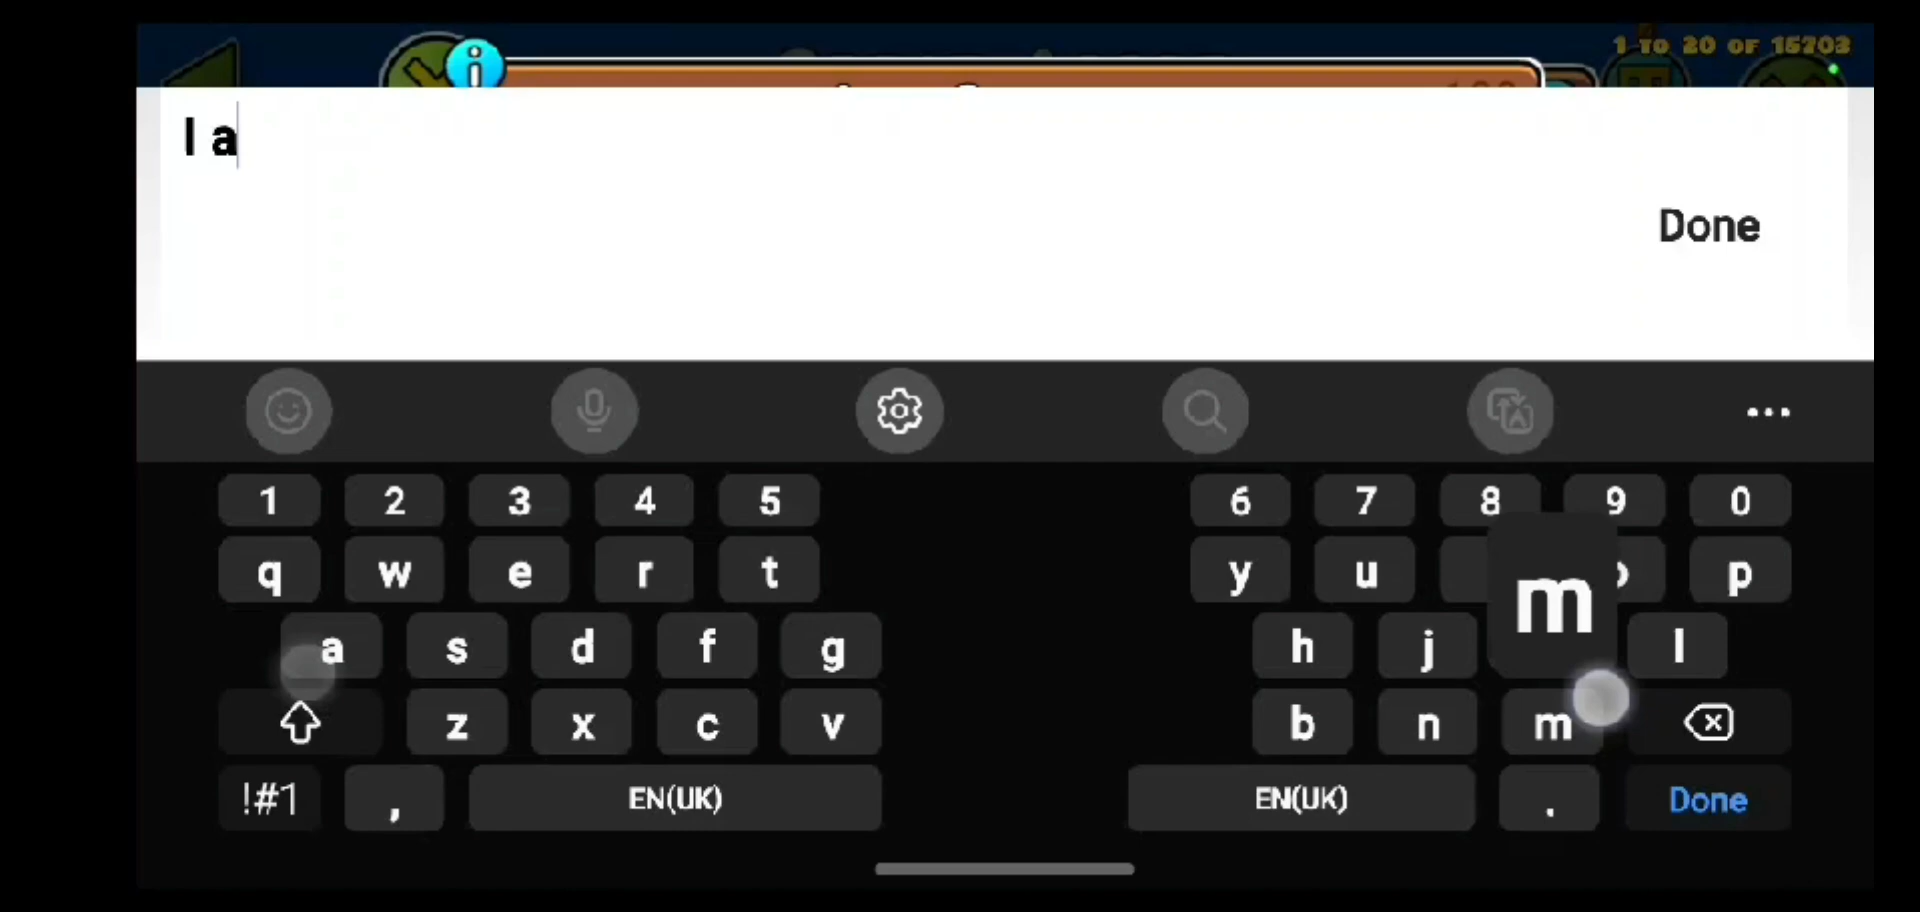 1 TO 20 OF 15203
I a
Done
1 2 3 4 5 6 7 8 9 0
q w e r t y u p
m
a s d f g h j l
z x c v b n m
!#1 , EN(UK) EN(UK) . Done